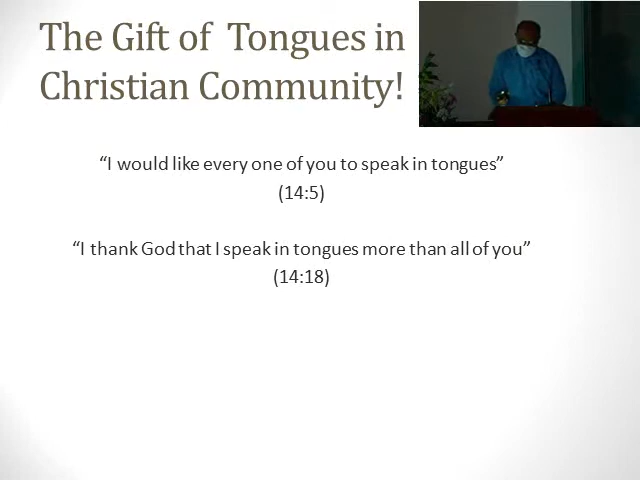 The Gift of Tongues in
Christian Community!
“I would like every one of you to speak in tongues”
(14:5)
“I thank God that I speak in tongues more than all of you”
(14:18)